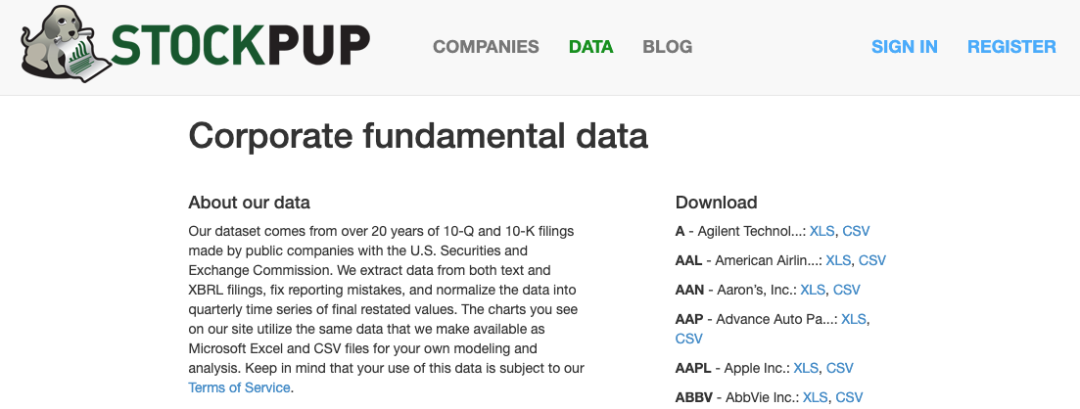 STOCKPUP
COMPANIES
DATA
BLOG
SIGN IN
REGISTER
Corporate fundamental data
About our data
Our dataset comes from over 20 years of 10-Q and 10-K filings
made by public companies with the U.S. Securities and
Exchange Commission. We extract data from both text and
XBRL filings, fix reporting mistakes, and normalize the data into
quarterly time series of final restated values. The charts you see
on our site utilize the same data that we make available as
Microsoft Excel and CSV files for your own modeling and
analysis. Keep in mind that your use of this data is subject to our
Terms of Service.
Download
A - Agilent Technol...: XLS, CSV
AAL - American Airlin...: XLS, CSV
AAN - Aaron's, Inc.: XLS, CSV
AAP - Advance Auto Pa...: XLS,
CSV
AAPL - Apple Inc.: XLS, CSV
ABBV - AbbVie Inc.: XLS, CSV